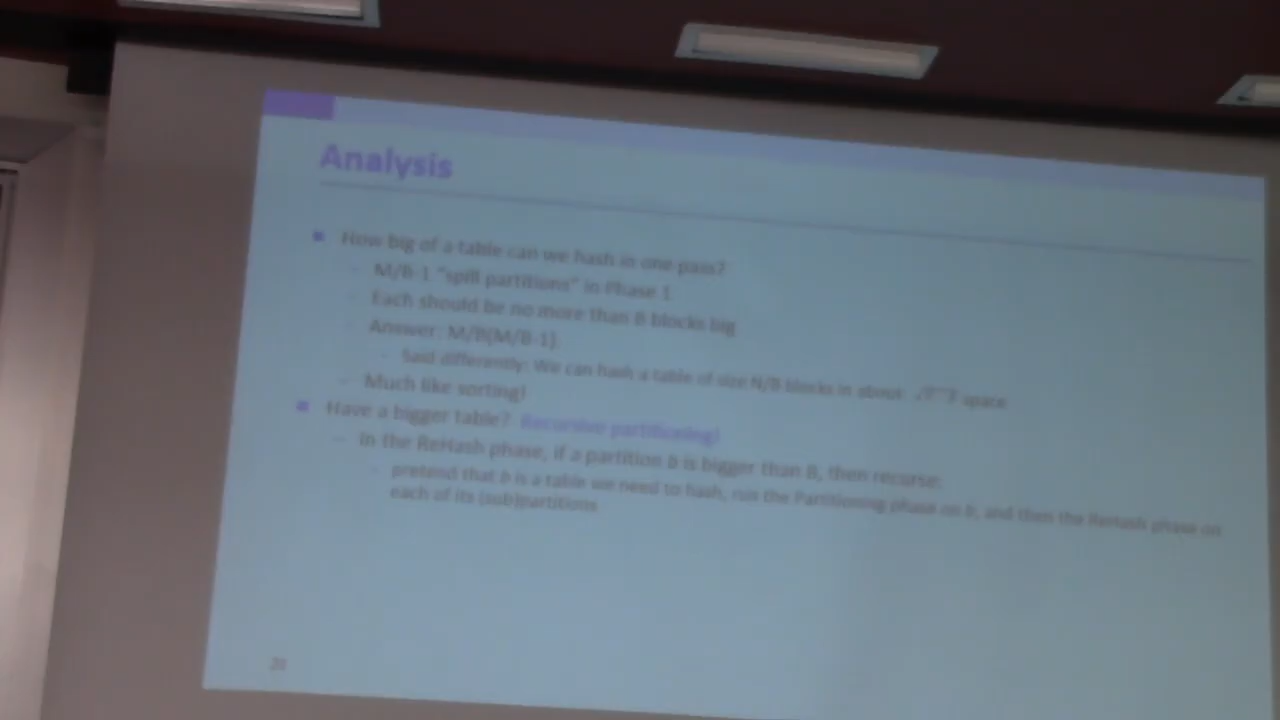 Analysis
How big of a table can we hash in one pass?
M/B-1 "spill partitions" in Phase 1
Each should be no more than B blocks big
Answer: M/B(M/B-1).
Said differently: We can hash a table of size N/B blocks in about space
Much like sorting!
Have a bigger table? Recursive partitioning!
In the ReHash phase, if a partition b is bigger than B, then recurse:
pretend that b is a table we need to hash, run the Partitioning phase on b, and then the ReHash phase on
each of its (sub)partitions